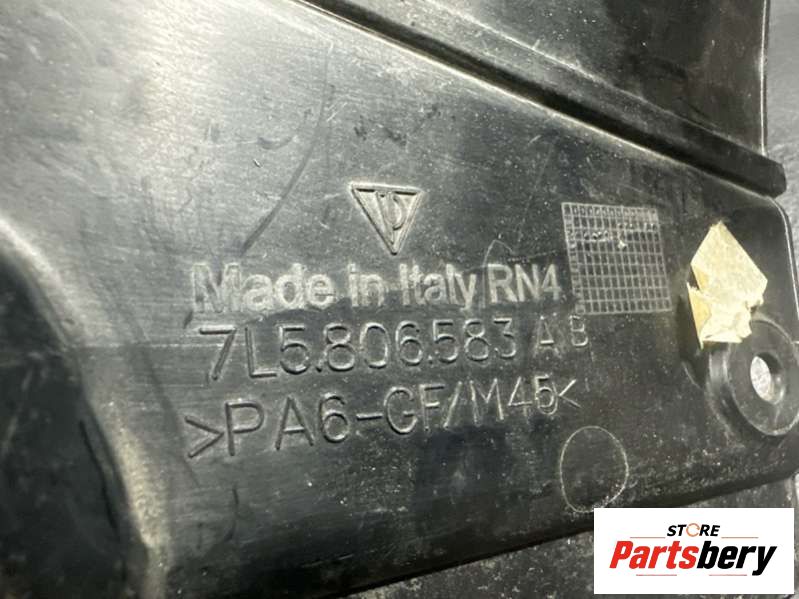 Made in Italy RN4
7L5.806.583 A B
>PA6-GF/M45<
STORE
Partsbery